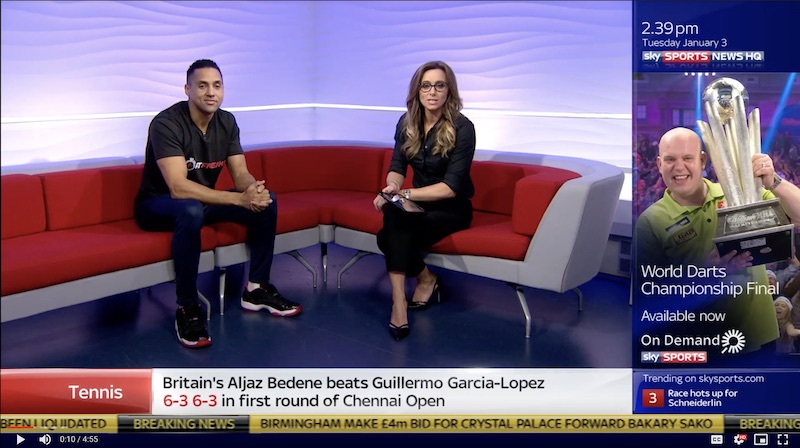 2.39pm
Tuesday January 3
sky SPORTS NEWS HQ
World Darts
Championship Final
Available now
On Demand
sky SPORTS
Trending on skysports.com
3 Race hots up for
Schneiderlin
Tennis
Britain's Aljaz Bedene beats Guillermo Garcia-Lopez
6-3 6-3 in first round of Chennai Open
EEN LIQUIDATED BREAKING NEWS BIRMINGHAM MAKE £4m BID FOR CRYSTAL PALACE FORWARD BAKARY SAKO BREAKING
0:10 / 4:55
CC HD